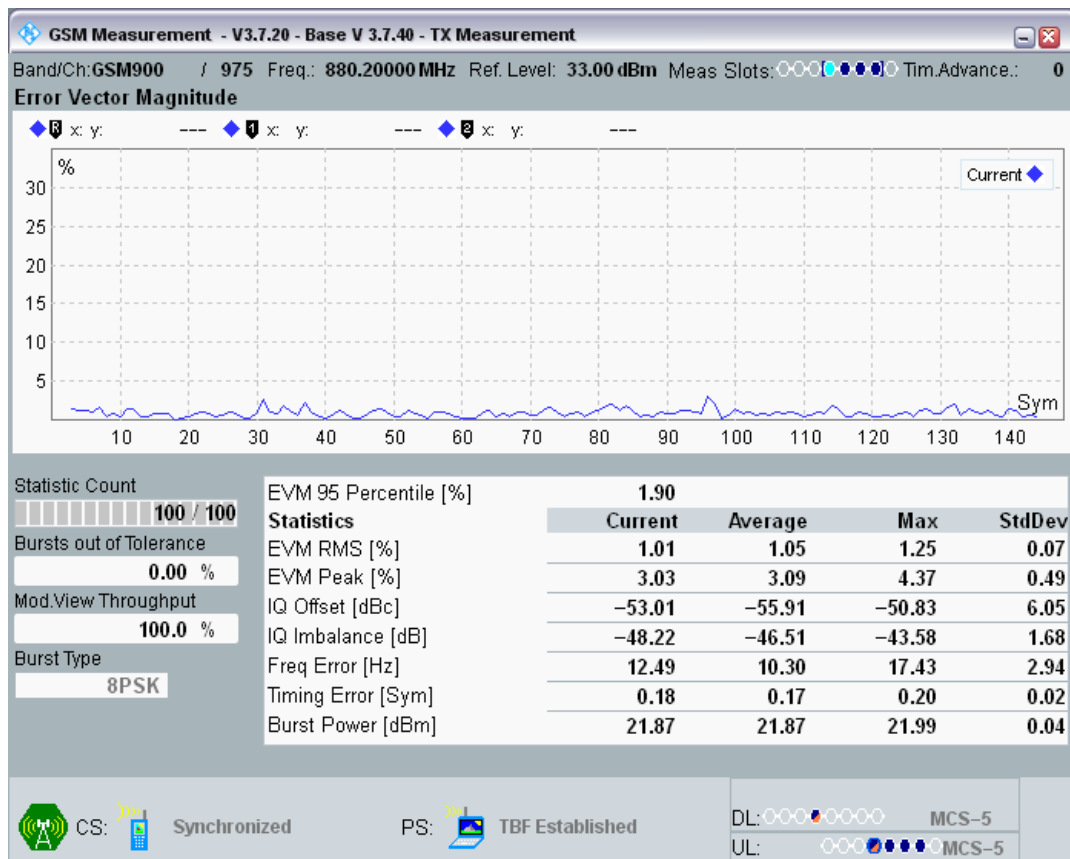 GSM Measurement - V3.7.20 - Base V 3.7.40 - TX Measurement
Band/Ch:GSM900 / 975 Freq.: 880.20000 MHz Ref. Level: 33.00 dBm Meas Slots: Tim.Advance.: 0
Error Vector Magnitude
R x: y: --- 1 x: y: --- 2 x: y: ---
%
Current
30
25
20
15
10
5
Sym
10 20 30 40 50 60 70 80 90 100 110 120 130 140
Statistic Count
100 / 100
Bursts out of Tolerance
0.00 %
Mod.View Throughput
100.0 %
Burst Type
8PSK
EVM 95 Percentile [%] 1.90
Statistics Current Average Max StdDev
EVM RMS [%] 1.01 1.05 1.25 0.07
EVM Peak [%] 3.03 3.09 4.37 0.49
IQ Offset [dBc] −53.01 −55.91 −50.83 6.05
IQ Imbalance [dB] −48.22 −46.51 −43.58 1.68
Freq Error [Hz] 12.49 10.30 17.43 2.94
Timing Error [Sym] 0.18 0.17 0.20 0.02
Burst Power [dBm] 21.87 21.87 21.99 0.04
CS: Synchronized PS: TBF Established
DL: MCS−5
UL: MCS−5